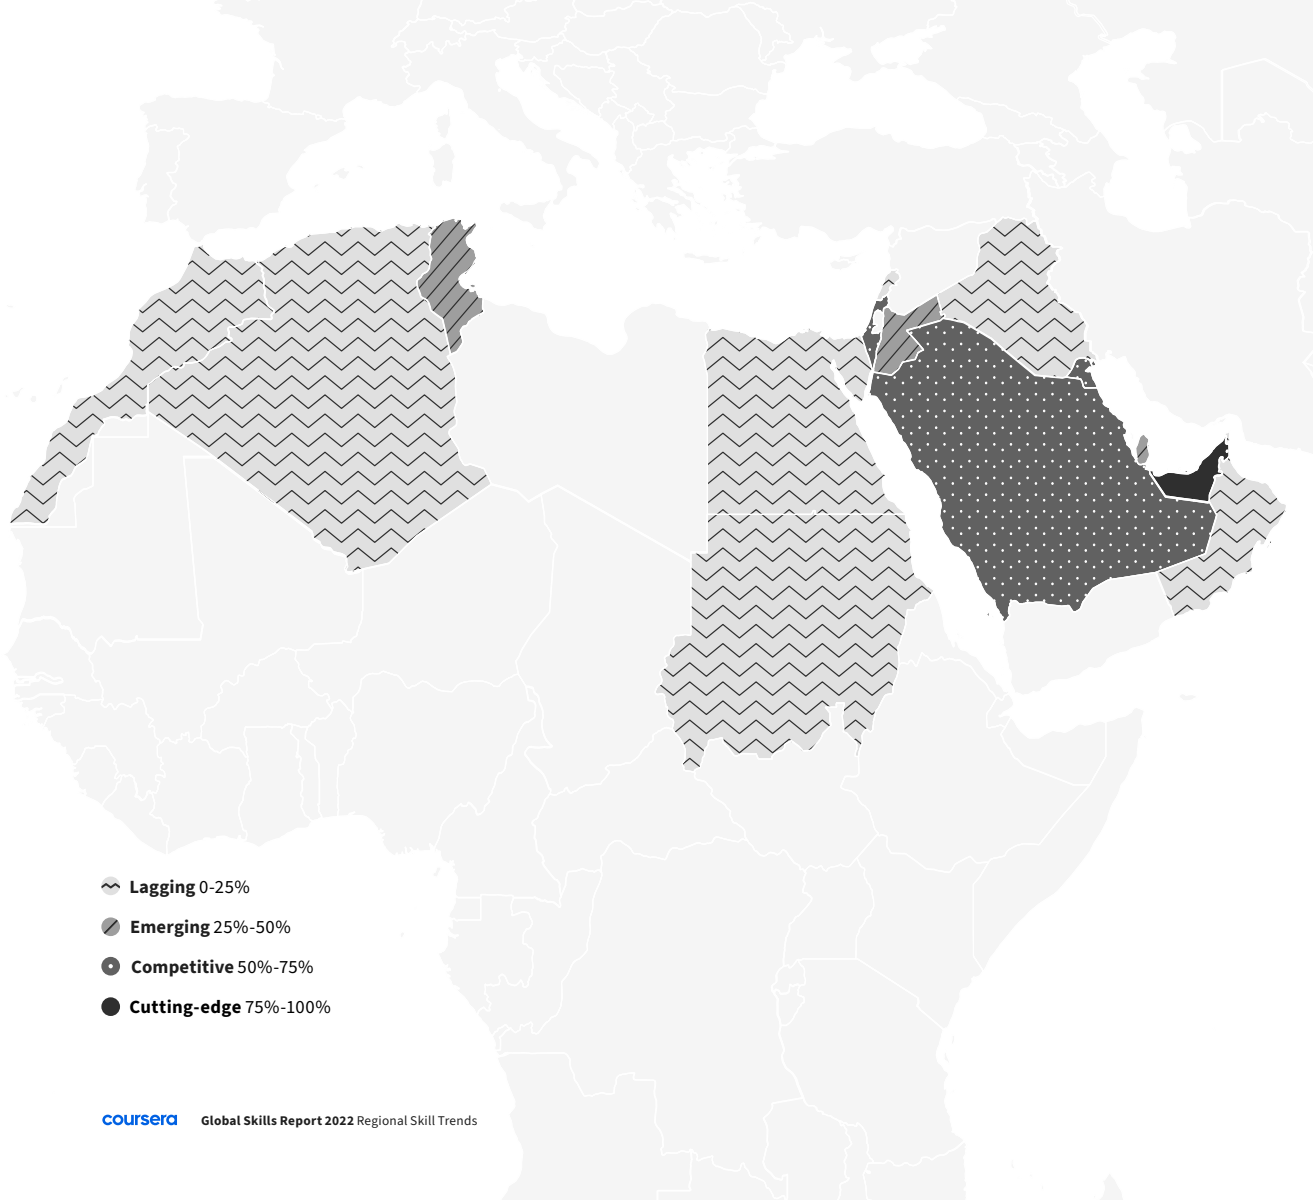 Lagging 0-25%
Emerging 25%-50%
Competitive 50%-75%
Cutting-edge 75%-100%
coursera Global Skills Report 2022 Regional Skill Trends